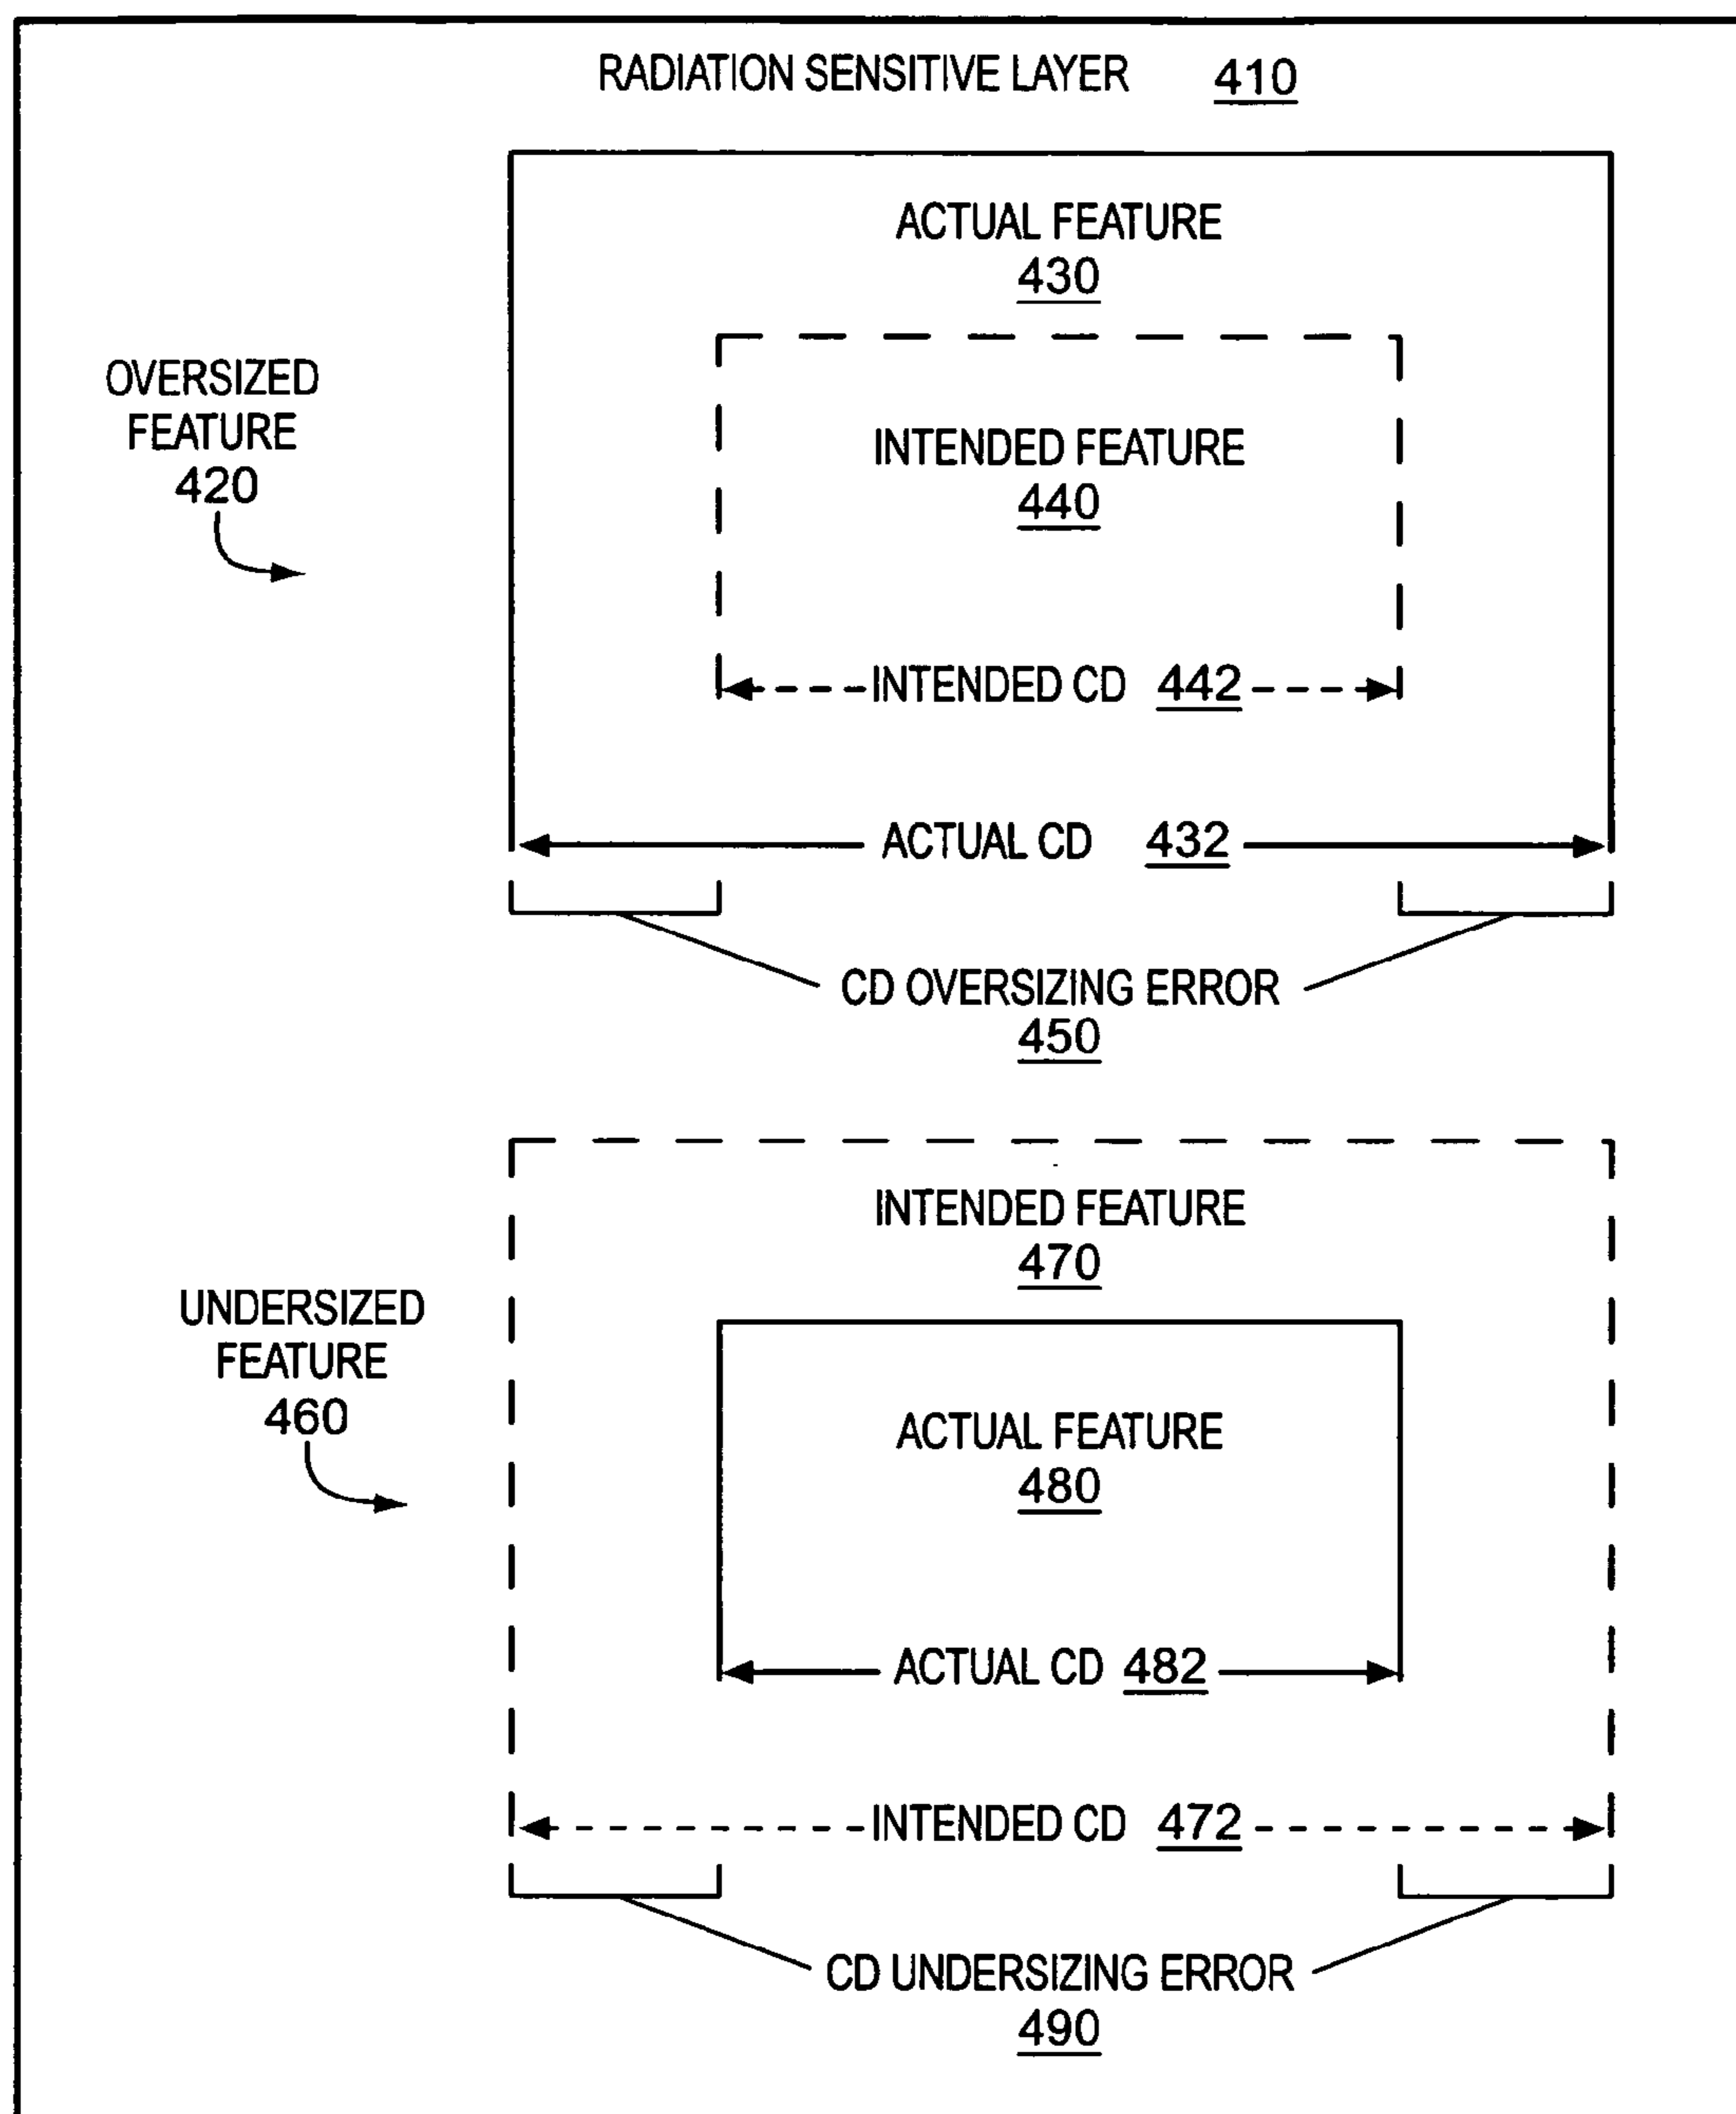 RADIATION SENSITIVE LAYER 410
ACTUAL FEATURE
430
OVERSIZED
FEATURE
420
INTENDED FEATURE
440
INTENDED CD 442
ACTUAL CD 432
CD OVERSIZING ERROR
450
INTENDED FEATURE
470
UNDERSIZED
FEATURE
460
ACTUAL FEATURE
480
ACTUAL CD 482
INTENDED CD 472
CD UNDERSIZING ERROR
490